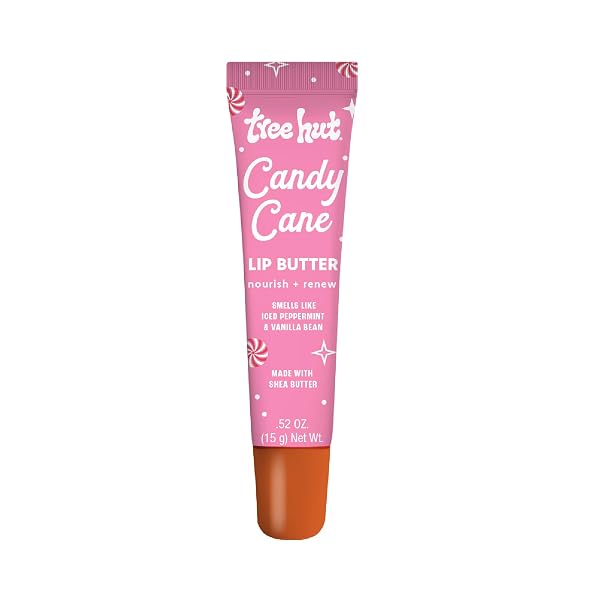 tree hut
Candy
Cane
LIP BUTTER
nourish + renew
SMELLS LIKE
ICED PEPPERMINT
& VANILLA BEAN
MADE WITH
SHEA BUTTER
.52 OZ.
(15 g) Net Wt.